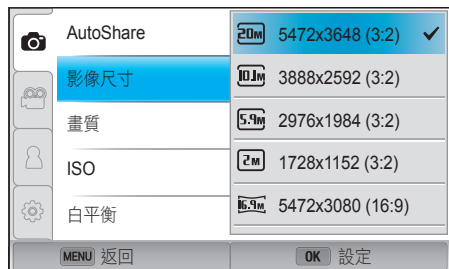 AutoShare
影像尺寸
畫質
ISO
白平衡
20M 5472x3648 (3:2)
10.1M 3888x2592 (3:2)
5.9M 2976x1984 (3:2)
2M 1728x1152 (3:2)
16.9M 5472x3080 (16:9)
MENU 返回
OK 設定